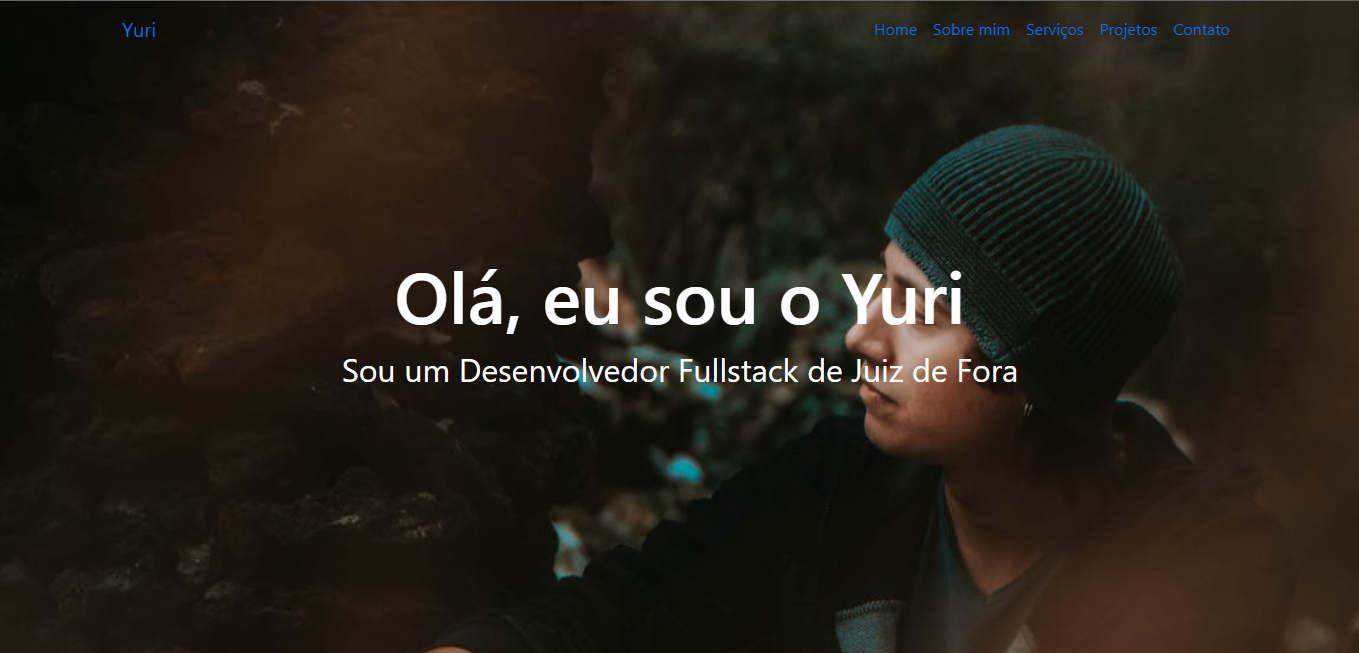 Yuri
Home Sobre mim Serviços Projetos Contato
Olá, eu sou o Yuri
Sou um Desenvolvedor Fullstack de Juiz de Fora